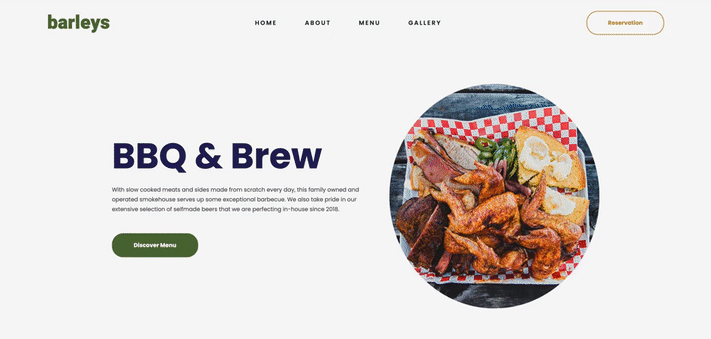 barleys
HOME
ABOUT
MENU
GALLERY
Reservation
BBQ & Brew
With slow cooked meats and sides made from scratch every day, this family owned and
operated smokehouse serves up some exceptional barbecue. We also take pride in our
extensive selection of selfmade beers that we are perfecting in-house since 2018.
Discover Menu